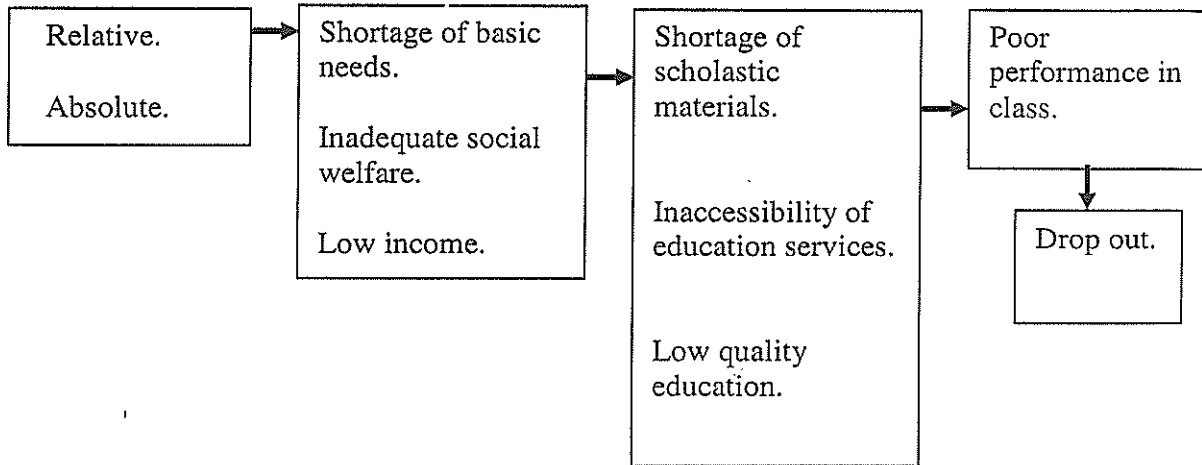 Relative.
Absolute.
Shortage of basic
needs.
Inadequate social
welfare.
Low income.
Shortage of
scholastic
materials.
Inaccessibility of
education services.
Low quality
education.
Poor
performance in
class.
Drop out.